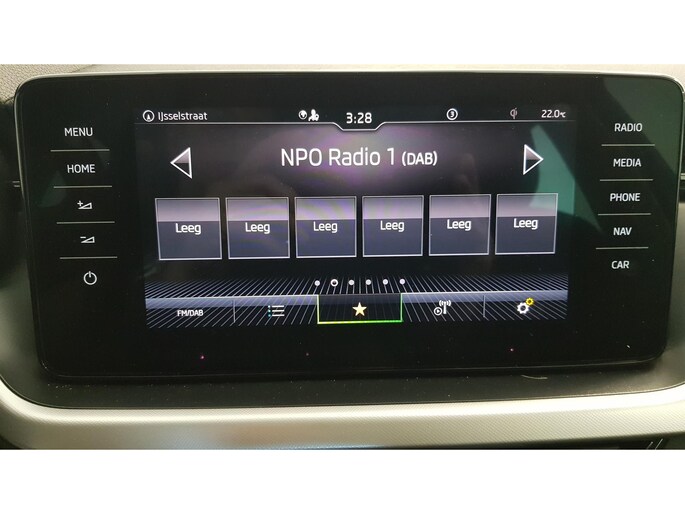 IJsselstraat
3:28
3
22.0°C
MENU
HOME
RADIO
MEDIA
PHONE
NAV
CAR
NPO Radio 1 (DAB)
Leeg
Leeg
Leeg
Leeg
Leeg
Leeg
FM/DAB